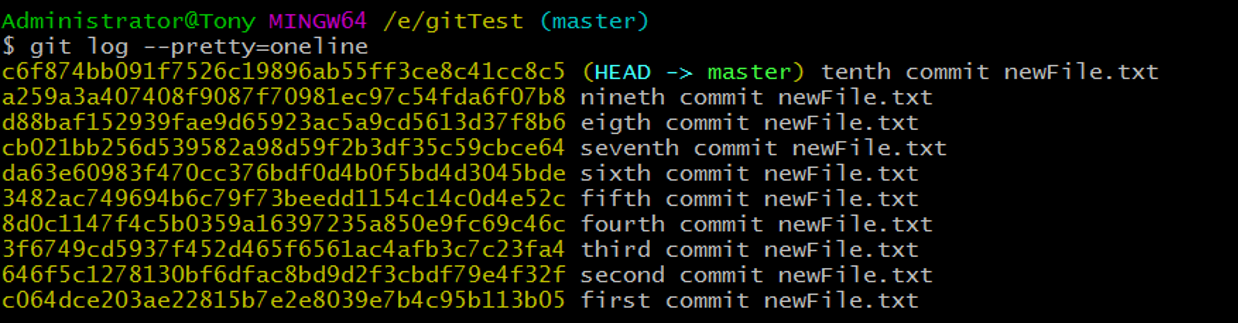 Administrator@Tony MINGW64 /e/gitTest (master)
$ git log --pretty=oneline
c6f874bb091f7526c19896ab55ff3ce8c41cc8c5 (HEAD -> master) tenth commit newFile.txt
a259a3a407408f9087f70981ec97c54fda6f07b8 nineth commit newFile.txt
d88baf152939fae9d65923ac5a9cd5613d37f8b6 eigth commit newFile.txt
cb021bb256d539582a98d59f2b3df35c59cbce64 seventh commit newFile.txt
da63e60983f470cc376bdf0d4b0f5bd4d3045bde sixth commit newFile.txt
3482ac749694b6c79f73beedd1154c14c0d4e52c fifth commit newFile.txt
8d0c1147f4c5b0359a16397235a850e9fc69c46c fourth commit newFile.txt
3f6749cd5937f452d465f6561ac4afb3c7c23fa4 third commit newFile.txt
646f5c1278130bf6dfac8bd9d2f3cbdf79e4f32f second commit newFile.txt
c064dce203ae22815b7e2e8039e7b4c95b113b05 first commit newFile.txt